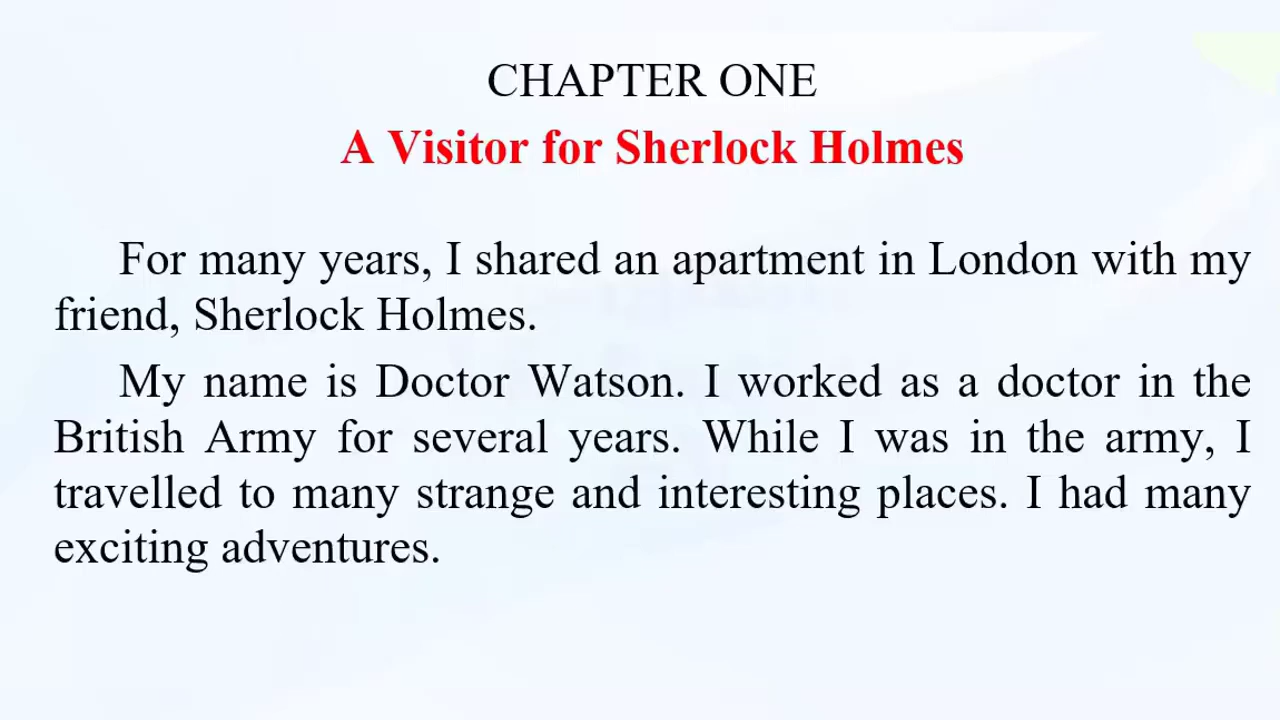 CHAPTER ONE
A Visitor for Sherlock Holmes
For many years, I shared an apartment in London with my
friend, Sherlock Holmes.
My name is Doctor Watson. I worked as a doctor in the
British Army for several years. While I was in the army, I
travelled to many strange and interesting places. I had many
exciting adventures.